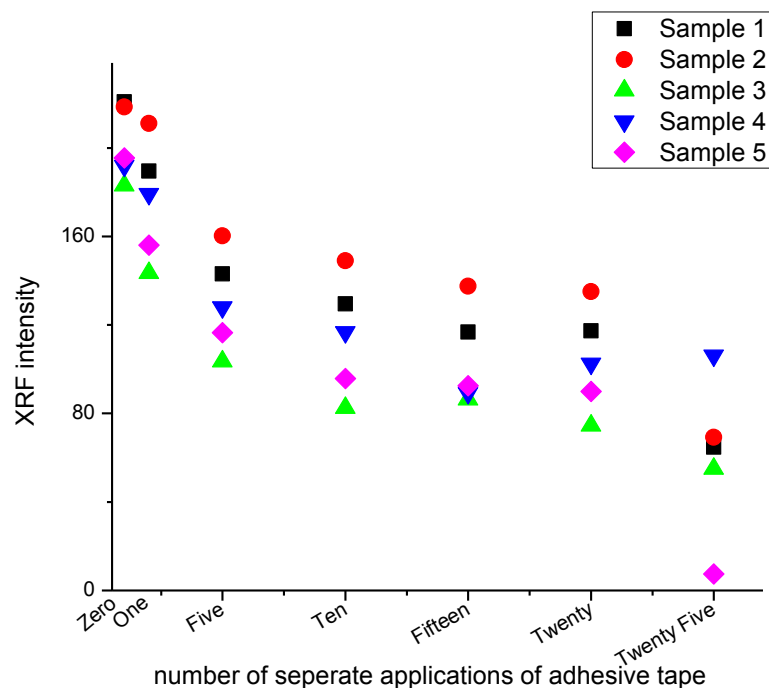 Sample 1
Sample 2
Sample 3
Sample 4
Sample 5
XRF intensity
160
80
0
Zero
One
Five
Ten
Fifteen
Twenty
Twenty Five
number of seperate applications of adhesive tape